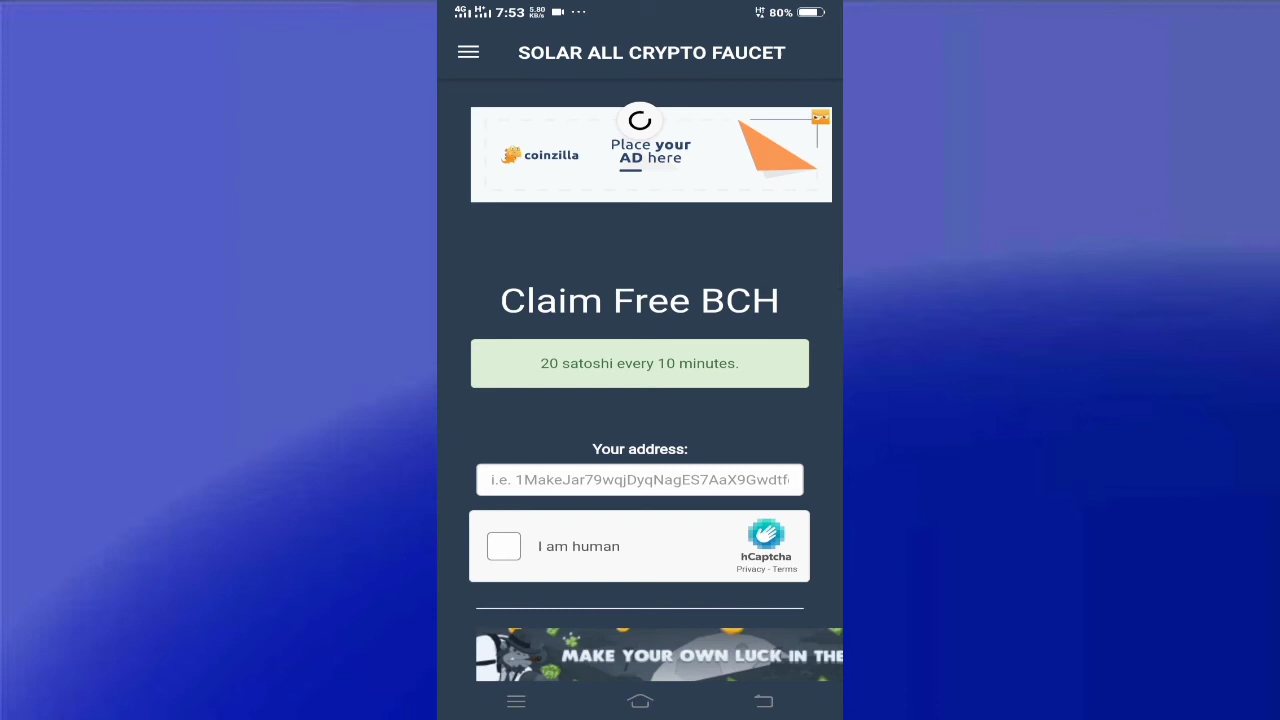 4G H+ 7:53 5.80 KB/s ... H+ 80%
SOLAR ALL CRYPTO FAUCET
coinzilla
Place your
AD here
Claim Free BCH
20 satoshi every 10 minutes.
Your address:
i.e. 1MakeJar79wqjDyqNagES7AaX9Gwdtf
I am human
hCaptcha
Privacy - Terms
MAKE YOUR OWN LUCK IN THE